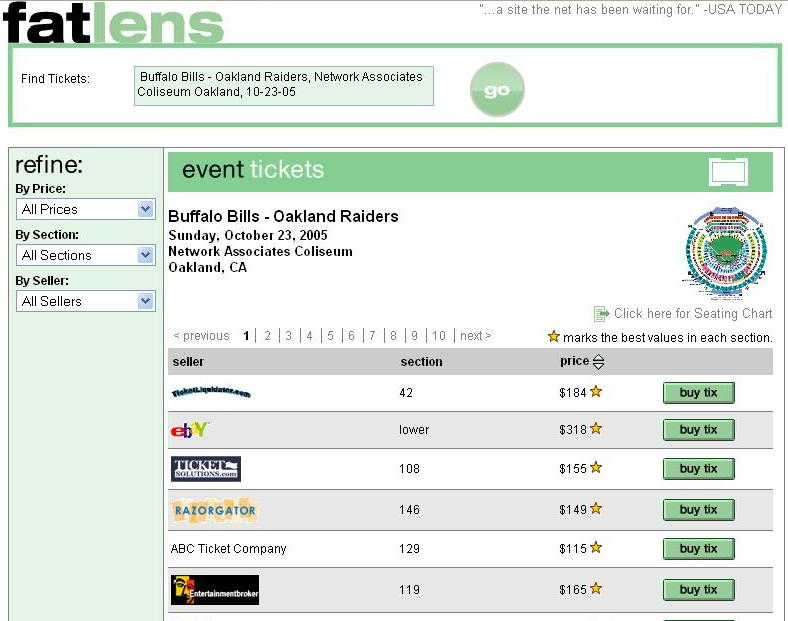 fatlens
"...a site the net has been waiting for." -USA TODAY
Find Tickets:
Buffalo Bills - Oakland Raiders, Network Associates
Coliseum Oakland, 10-23-05
go
refine:
By Price:
All Prices
By Section:
All Sections
By Seller:
All Sellers
event tickets
Buffalo Bills - Oakland Raiders
Sunday, October 23, 2005
Network Associates Coliseum
Oakland, CA
Click here for Seating Chart
< previous 1 | 2 | 3 | 4 | 5 | 6 | 7 | 8 | 9 | 10 | next >
marks the best values in each section.
seller section price
TicketLiquidator.com 42 $184 buy tix
ebY lower $318 buy tix
TICKET
SOLUTIONS.com 108 $155 buy tix
RAZORGATOR 146 $149 buy tix
ABC Ticket Company 129 $115 buy tix
Entertainmentbroker 119 $165 buy tix